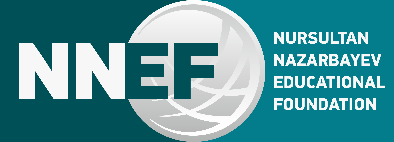 NNEF
NURSULTAN
NAZARBAYEV
EDUCATIONAL
FOUNDATION